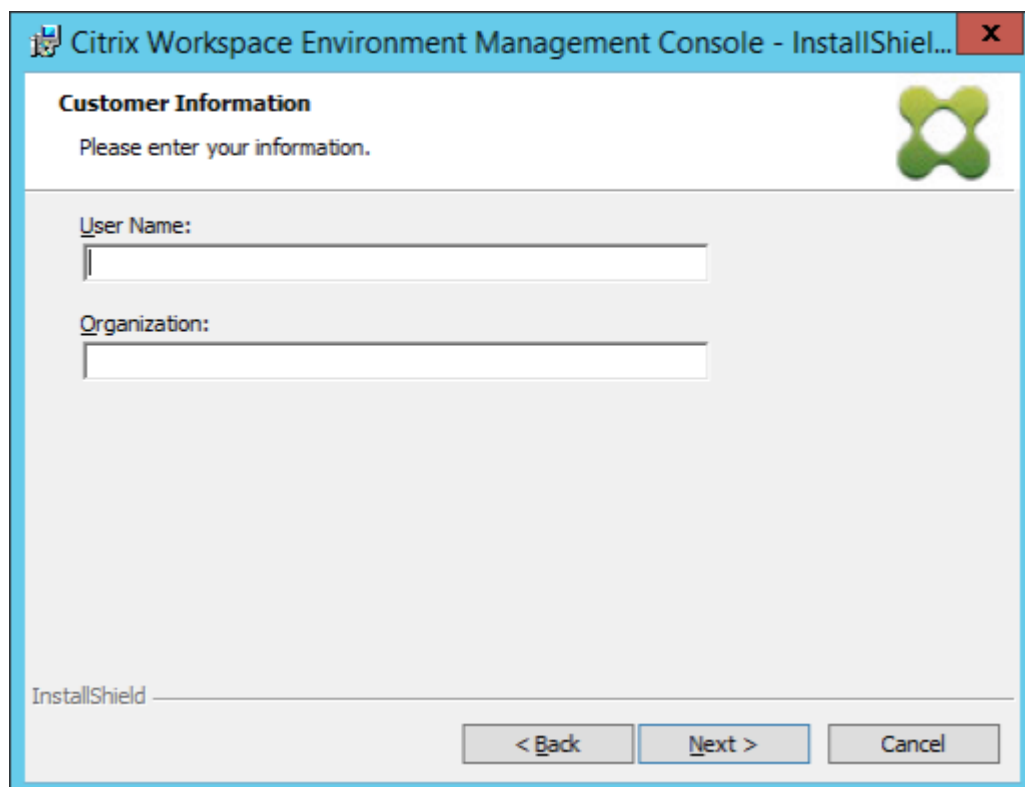 Citrix Workspace Environment Management Console - InstallShiel...
Customer Information
Please enter your information.
User Name:
Organization:
InstallShield
< Back Next > Cancel